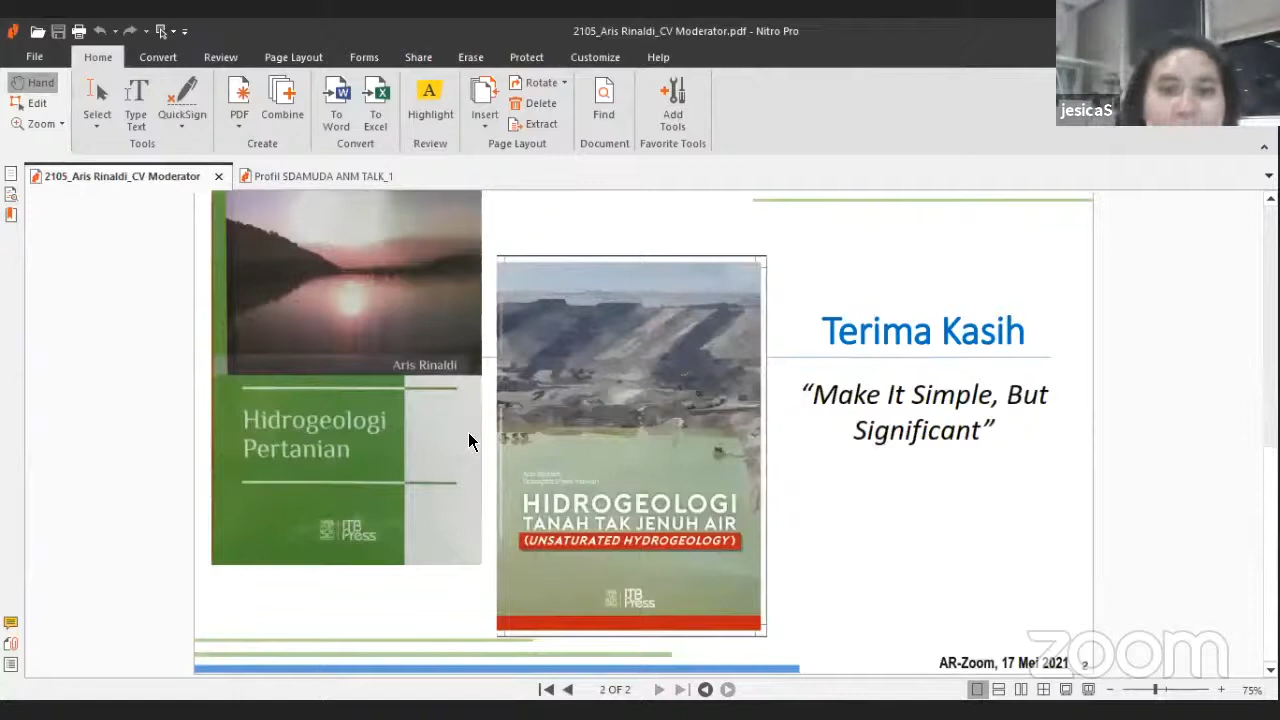 2105_Aris Rinaldi_CV Moderator.pdf - Nitro Pro
File Home Convert Review Page Layout Forms Share Erase Protect Customize Help
Hand
Edit
Zoom
Select
Type Text
QuickSign
Tools
PDF
Combine
Create
To Word
To Excel
Convert
Highlight
Review
Insert
Rotate
Delete
Extract
Page Layout
Find
Document
Add Tools
Favorite Tools
jesicaS
2105_Aris Rinaldi_CV Moderator
Profil SDAMUDA ANM TALK_1
Aris Rinaldi
Hidrogeologi
Pertanian
ITB
Press
HIDROGEOLOGI
TANAH TAK JENUH AIR
(UNSATURATED HYDROGEOLOGY)
ITB
Press
Terima Kasih
“Make It Simple, But
Significant”
AR-Zoom, 17 Mei 2021 2
zoom
2 OF 2
75%